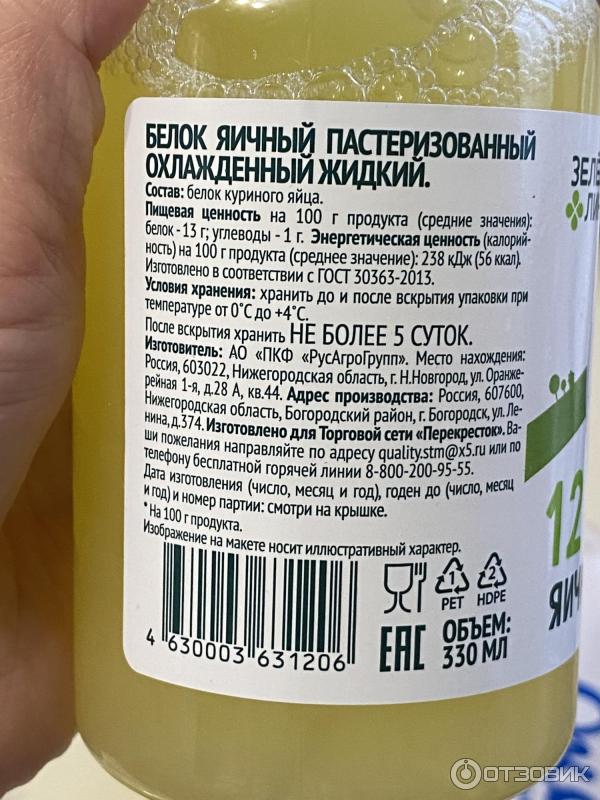 БЕЛОК ЯИЧНЫЙ ПАСТЕРИЗОВАННЫЙ
ОХЛАЖДЕННЫЙ ЖИДКИЙ.
Состав: белок куриного яйца.
Пищевая ценность на 100 г продукта (средние значения):
белок - 13 г; углеводы - 1 г. Энергетическая ценность (калорий-
ность) на 100 г продукта (среднее значение): 238 кДж (56 ккал).
Изготовлено в соответствии с ГОСТ 30363-2013.
Условия хранения: хранить до и после вскрытия упаковки при
температуре от 0°С до +4°С.
После вскрытия хранить НЕ БОЛЕЕ 5 СУТОК.
Изготовитель: АО «ПКФ «РусАгроГрупп». Место нахождения:
Россия, 603022, Нижегородская область, г. Н.Новгород, ул. Оранже-
рейная 1-я, д.28 А, кв.44. Адрес производства: Россия, 607600,
Нижегородская область, Богородский район, г. Богородск, ул. Ле-
нина, д.374. Изготовлено для Торговой сети «Перекресток». Ва-
ши пожелания направляйте по адресу quality.stm@x5.ru или по
телефону бесплатной горячей линии 8-800-200-95-55.
Дата изготовления (число, месяц и год), годен до (число, месяц
и год) и номер партии: смотри на крышке.
* На 100 г продукта.
Изображение на макете носит иллюстративный характер.
4 630003 631206
1 2
PET HDPE
EAC ОБЪЕМ:
330 МЛ
ЗЕЛЁ
ЛИ
12
ЯИЧ
ОТЗОВИК